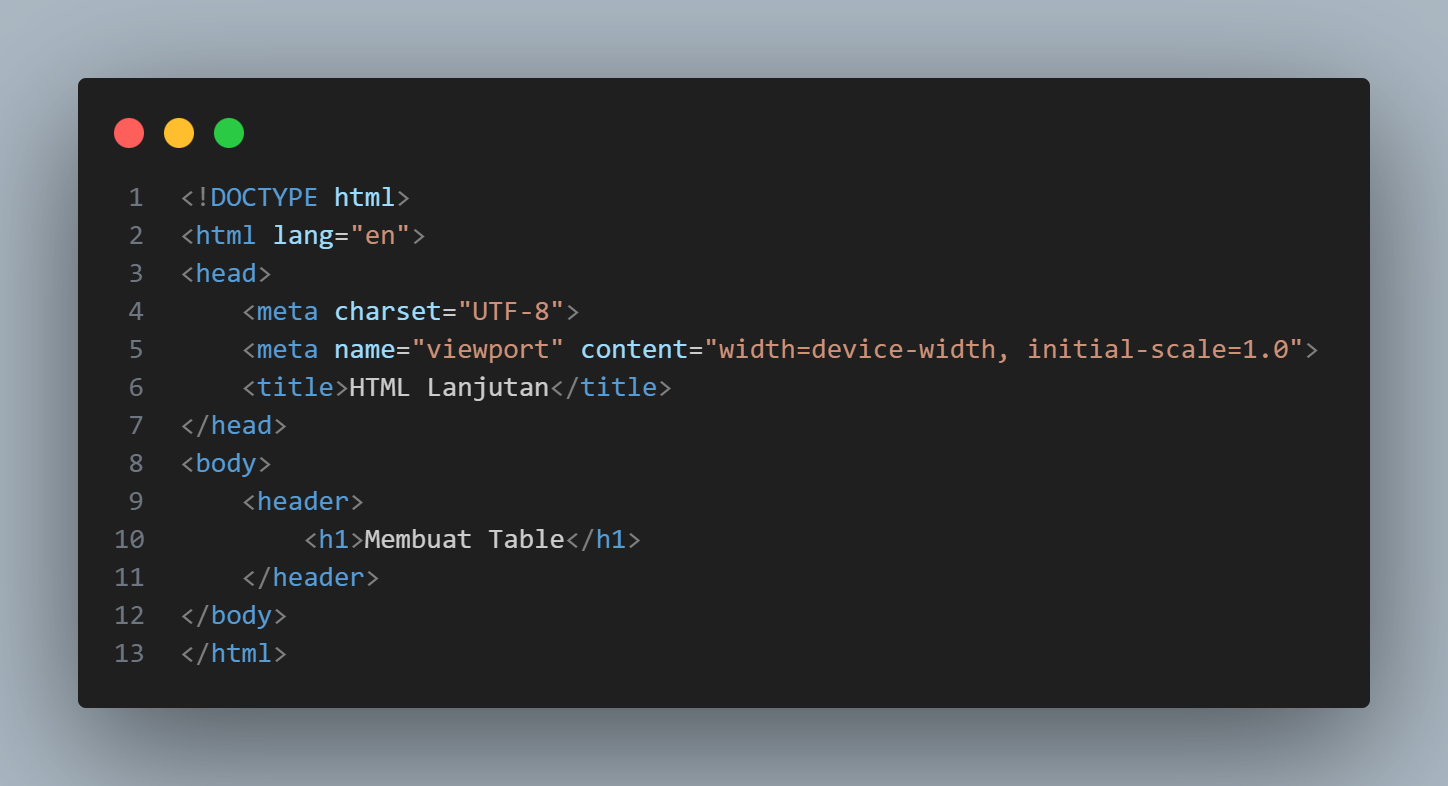 1 <!DOCTYPE html>
2 <html lang="en">
3 <head>
4     <meta charset="UTF-8">
5     <meta name="viewport" content="width=device-width, initial-scale=1.0">
6     <title>HTML Lanjutan</title>
7 </head>
8 <body>
9     <header>
10         <h1>Membuat Table</h1>
11     </header>
12 </body>
13 </html>